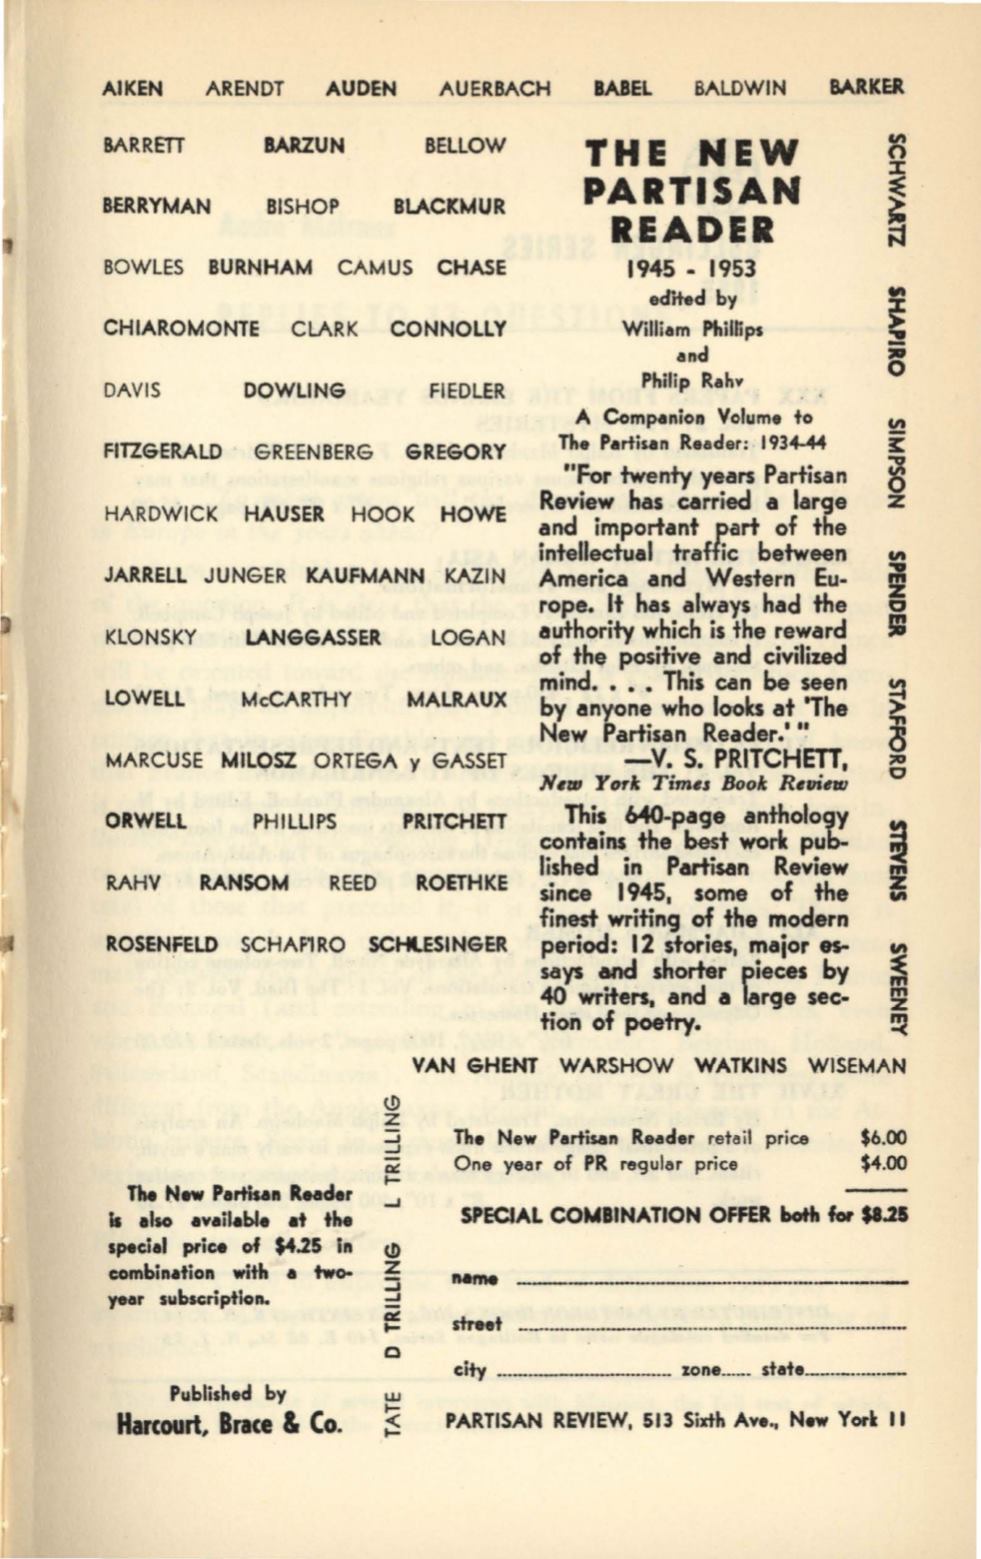 AIKEN ARENDT AUDEN AUERBACH BABEL BALDWIN BARKER
BARRETT BARZUN BELLOW
BERRYMAN BISHOP BLACKMUR
BOWLES BURNHAM CAMUS CHASE
CHIAROMONTE CLARK CONNOLLY
DAVIS DOWLING FIEDLER
FITZGERALD GREENBERG GREGORY
HARDWICK HAUSER HOOK HOWE
JARRELL JUNGER KAUFMANN KAZIN
KLONSKY LANGGASSER LOGAN
LOWELL McCARTHY MALRAUX
MARCUSE MILOSZ ORTEGA y GASSET
ORWELL PHILLIPS PRITCHETT
RAHV RANSOM REED ROETHKE
ROSENFELD SCHAPIRO SCHLESINGER
THE NEW
PARTISAN
READER
1945 - 1953
edited by
William Phillips
and
Philip Rahv
A Companion Volume to
The Partisan Reader: 1934-44
"For twenty years Partisan
Review has carried a large
and important part of the
intellectual traffic between
America and Western Eu-
rope. It has always had the
authority which is the reward
of the positive and civilized
mind. . . . This can be seen
by anyone who looks at 'The
New Partisan Reader.' "
—V. S. PRITCHETT,
New York Times Book Review
This 640-page anthology
contains the best work pub-
lished in Partisan Review
since 1945, some of the
finest writing of the modern
period: 12 stories, major es-
says and shorter pieces by
40 writers, and a large sec-
tion of poetry.
SCHWARTZ SHAPIRO SIMPSON SPENDER STAFFORD STEVENS SWEENEY
VAN GHENT WARSHOW WATKINS WISEMAN
TATE D TRILLING L TRILLING
The New Partisan Reader retail price $6.00
One year of PR regular price $4.00
SPECIAL COMBINATION OFFER both for $8.25
The New Partisan Reader
is also available at the
special price of $4.25 in
combination with a two-
year subscription.
name
street
city zone state
Published by
Harcourt, Brace & Co.
PARTISAN REVIEW, 513 Sixth Ave., New York 11